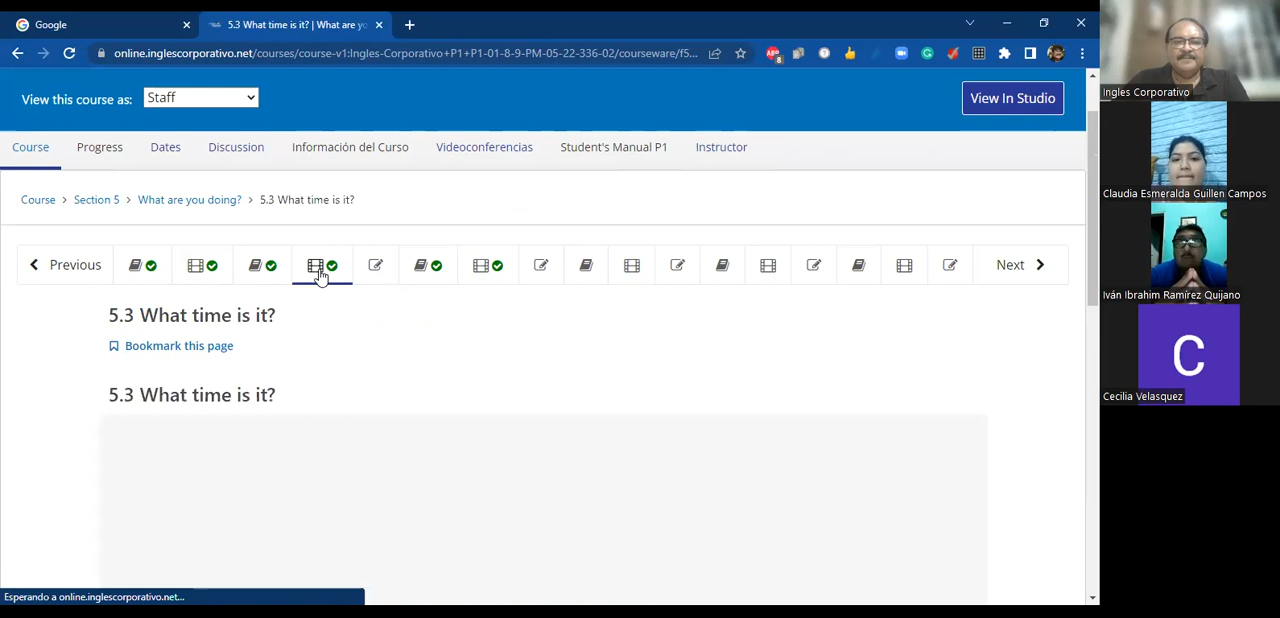 Google
5.3 What time is it? | What are yo
online.inglescorporativo.net/courses/course-v1:Ingles-Corporativo+P1+P1-01-8-9-PM-05-22-336-02/courseware/f5...
8
View this course as:
Staff
View In Studio
Course
Progress
Dates
Discussion
Información del Curso
Videoconferencias
Student's Manual P1
Instructor
Course > Section 5 > What are you doing? > 5.3 What time is it?
Previous
Next
5.3 What time is it?
Bookmark this page
5.3 What time is it?
Esperando a online.inglescorporativo.net...
Ingles Corporativo
Claudia Esmeralda Guillen Campos
Iván Ibrahim Ramírez Quijano
C
Cecilia Velasquez